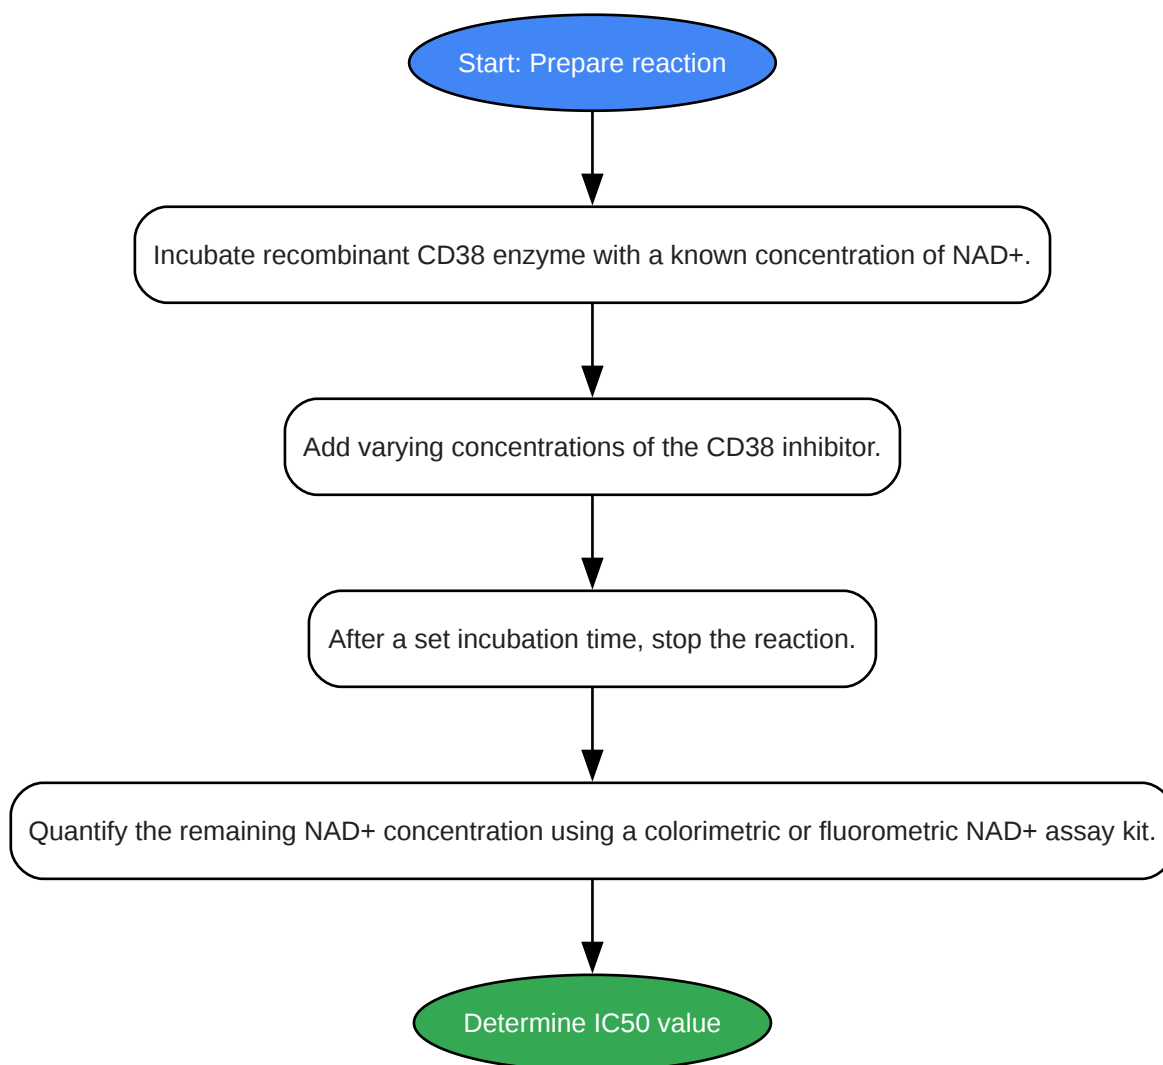 Start: Prepare reaction
Incubate recombinant CD38 enzyme with a known concentration of NAD+.
Add varying concentrations of the CD38 inhibitor.
After a set incubation time, stop the reaction.
Quantify the remaining NAD+ concentration using a colorimetric or fluorometric NAD+ assay kit.
Determine IC50 value